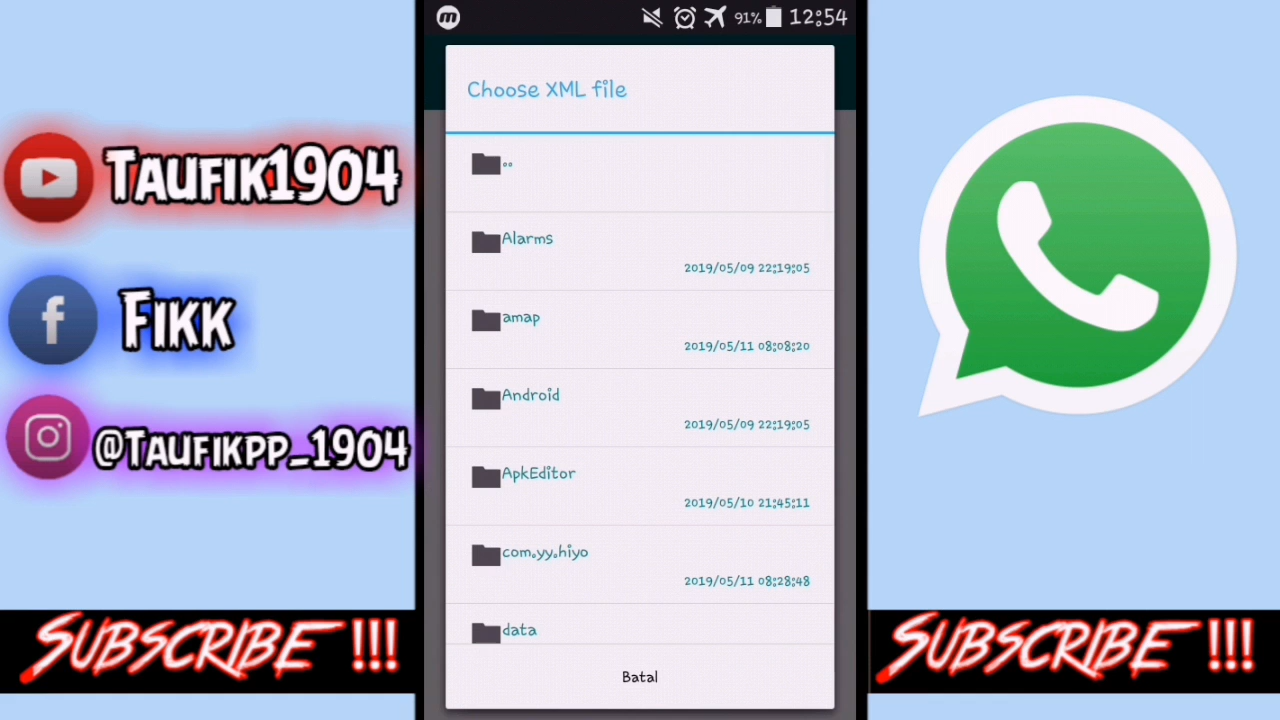 91% 12:54
Choose XML file
..
Alarms
2019/05/09 22:19:05
amap
2019/05/11 08:08:20
Android
2019/05/09 22:19:05
ApkEditor
2019/05/10 21:45:11
com.yy.hiyo
2019/05/11 08:28:48
data
Batal
Taufik1904
Fikk
@Taufikpp_1904
Subscribe !!!
Subscribe !!!